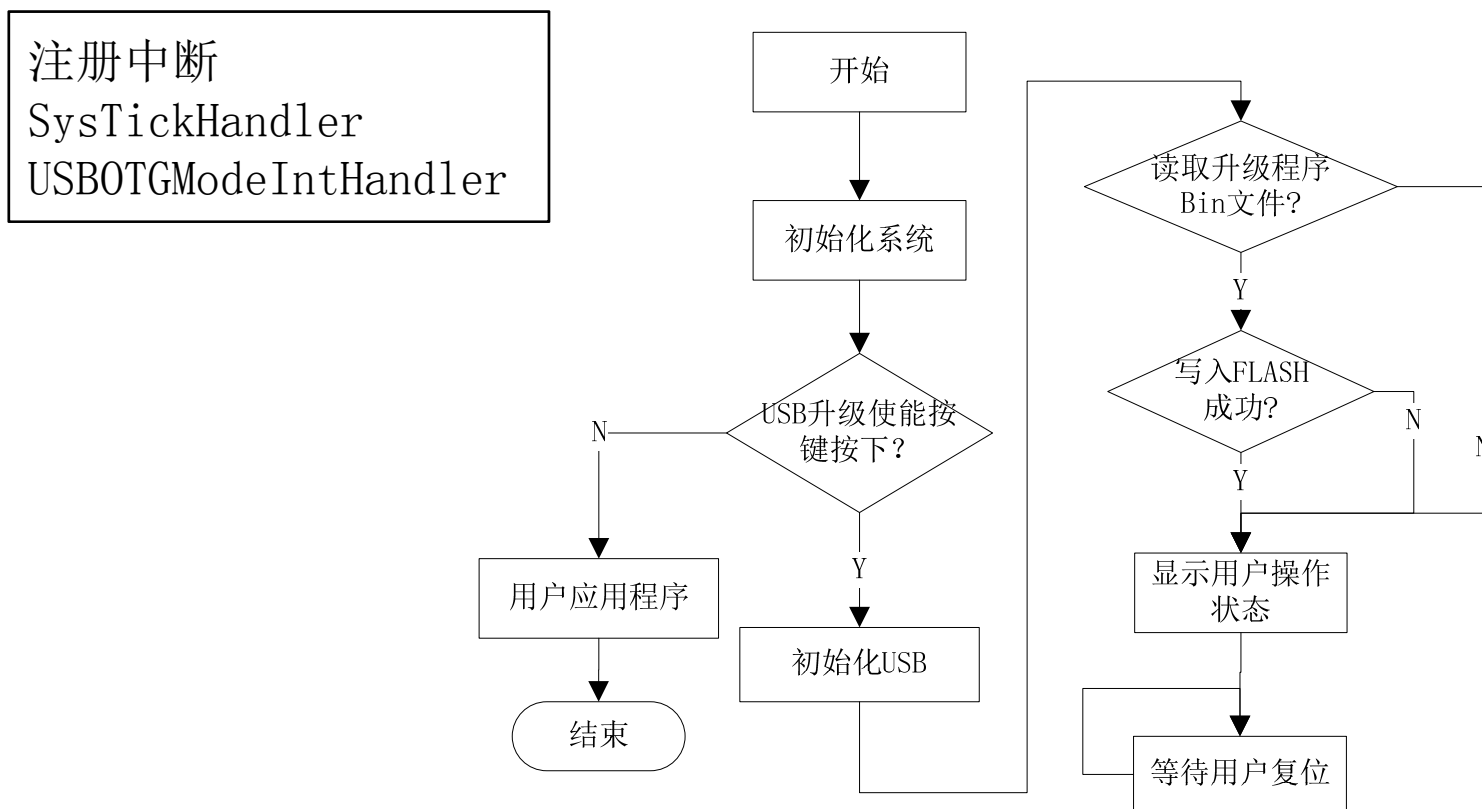 注册中断
SysTickHandler
USBOTGModeIntHandler
开始
初始化系统
USB升级使能按
键按下?
N
Y
用户应用程序
结束
初始化USB
读取升级程序
Bin文件?
Y
写入FLASH
成功?
N
N
Y
显示用户操作
状态
等待用户复位